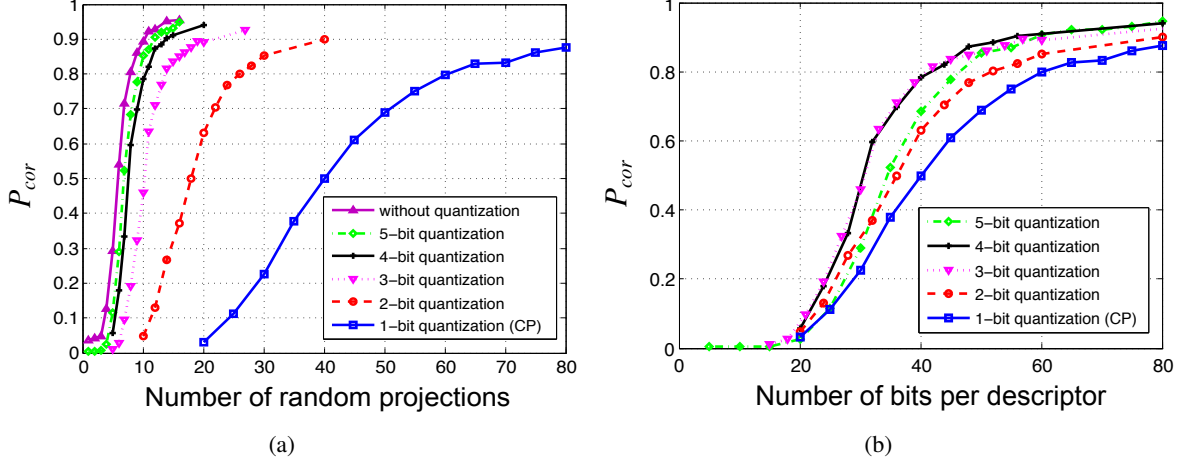 1
0.9
0.8
0.7
0.6
0.5
0.4
0.3
0.2
0.1
0
0 10 20 30 40 50 60 70 80
P_cor
Number of random projections
without quantization
5-bit quantization
4-bit quantization
3-bit quantization
2-bit quantization
1-bit quantization (CP)
(a)
1
0.8
0.6
0.4
0.2
0
0 20 40 60 80
P_cor
Number of bits per descriptor
5-bit quantization
4-bit quantization
3-bit quantization
2-bit quantization
1-bit quantization (CP)
(b)